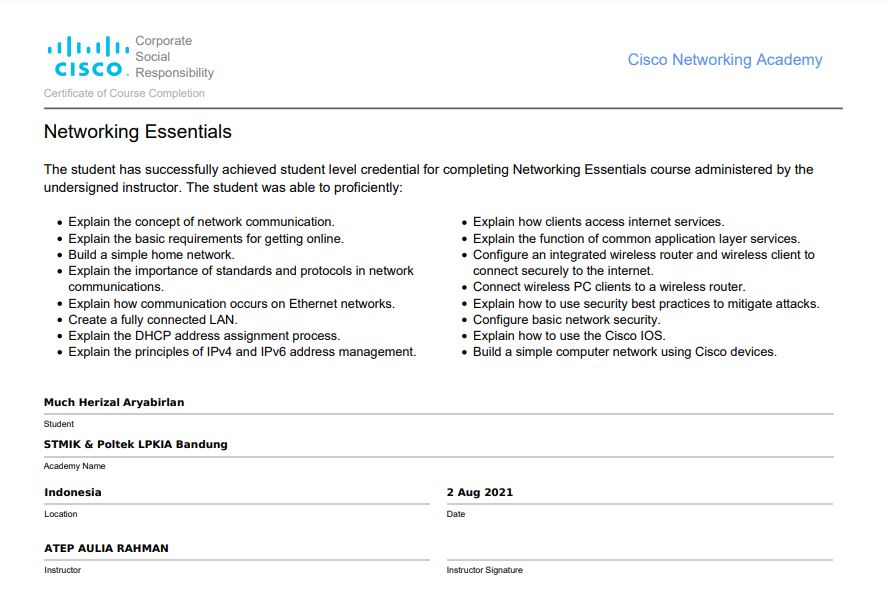 Corporate
Social
Responsibility
CISCO
Cisco Networking Academy
Certificate of Course Completion
Networking Essentials
The student has successfully achieved student level credential for completing Networking Essentials course administered by the
undersigned instructor. The student was able to proficiently:
• Explain the concept of network communication.
• Explain the basic requirements for getting online.
• Build a simple home network.
• Explain the importance of standards and protocols in network
communications.
• Explain how communication occurs on Ethernet networks.
• Create a fully connected LAN.
• Explain the DHCP address assignment process.
• Explain the principles of IPv4 and IPv6 address management.
• Explain how clients access internet services.
• Explain the function of common application layer services.
• Configure an integrated wireless router and wireless client to
connect securely to the internet.
• Connect wireless PC clients to a wireless router.
• Explain how to use security best practices to mitigate attacks.
• Configure basic network security.
• Explain how to use the Cisco IOS.
• Build a simple computer network using Cisco devices.
Much Herizal Aryabirlan
Student
STMIK & Poltek LPKIA Bandung
Academy Name
Indonesia
Location
2 Aug 2021
Date
ATEP AULIA RAHMAN
Instructor
Instructor Signature